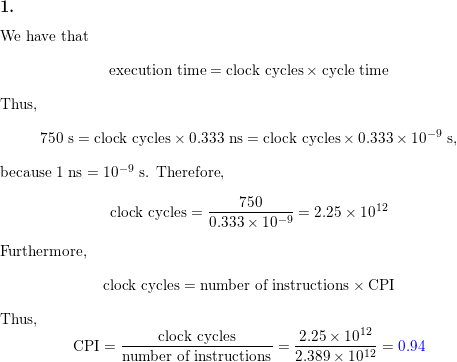 1.
We have that
execution time = clock cycles × cycle time
Thus,
750 s = clock cycles × 0.333 ns = clock cycles × 0.333 × 10⁻⁹ s,
because 1 ns = 10⁻⁹ s. Therefore,
clock cycles = 750 / (0.333 × 10⁻⁹) = 2.25 × 10¹²
Furthermore,
clock cycles = number of instructions × CPI
Thus,
CPI = clock cycles / number of instructions = (2.25 × 10¹²) / (2.389 × 10¹²) = 0.94